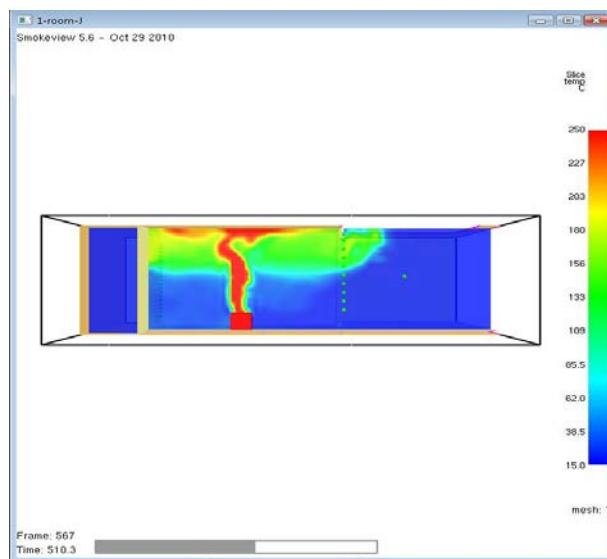 1-room-J
Smokeview 5.6 - Oct 29 2010
Slice
temp
C
250
227
203
180
156
133
109
85.5
62.0
38.5
15.0
mesh: 1
Frame: 567
Time: 510.3